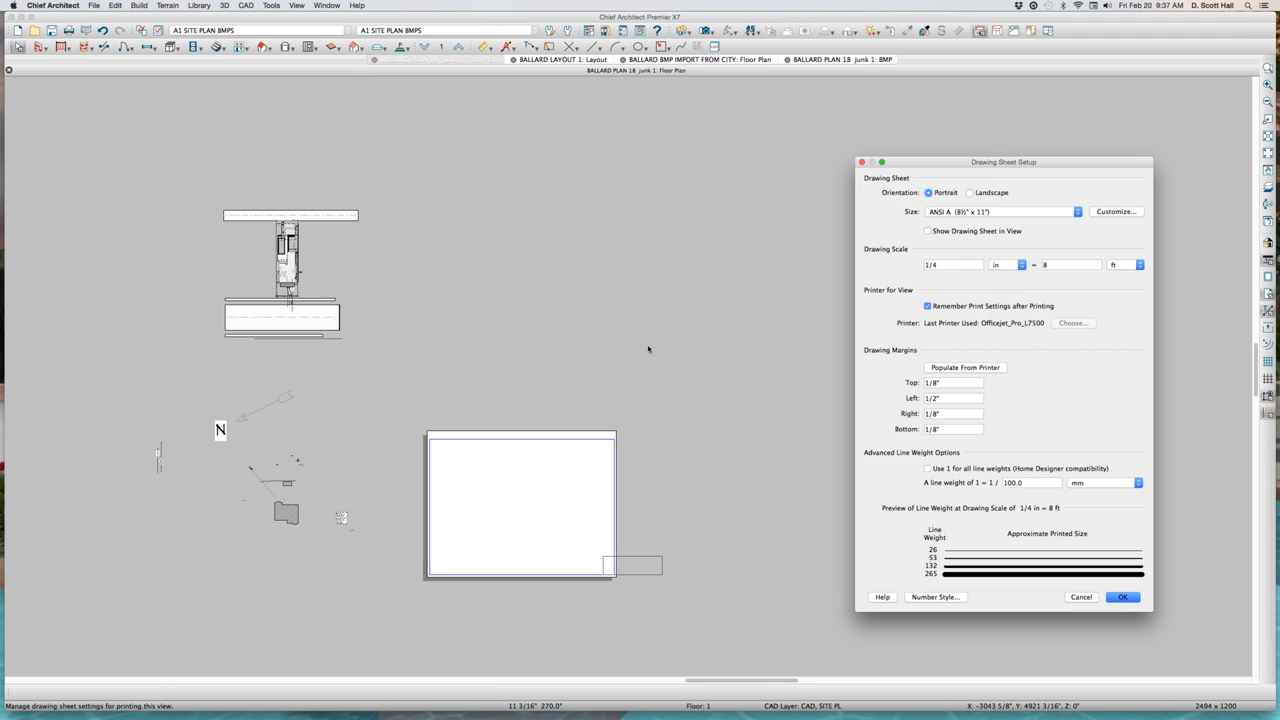 Chief Architect File Edit Build Terrain Library 3D CAD Tools View Window Help Fri Feb 20 9:37 AM D. Scott Hall
Chief Architect Premier X7
A1 SITE PLAN BMPS A1 SITE PLAN BMPS
BALLARD LAYOUT 1: Layout BALLARD BMP IMPORT FROM CITY: Floor Plan BALLARD PLAN 18 junk 1: BMP
BALLARD PLAN 18 junk 1: Floor Plan
Drawing Sheet Setup
Drawing Sheet
Orientation: Portrait Landscape
Size: ANSI A (8½" x 11") Customize...
Show Drawing Sheet in View
Drawing Scale
1/4 in = 8 ft
Printer for View
Remember Print Settings after Printing
Printer: Last Printer Used: Officejet_Pro_L7500 Choose...
Drawing Margins
Populate From Printer
Top: 1/8"
Left: 1/2"
Right: 1/8"
Bottom: 1/8"
Advanced Line Weight Options
Use 1 for all line weights (Home Designer compatibility)
A line weight of 1 = 1 / 100.0 mm
Preview of Line Weight at Drawing Scale of 1/4 in = 8 ft
Line Weight Approximate Printed Size
26
53
132
265
Help Number Style... Cancel OK
N
Manage drawing sheet settings for printing this view. 11 3/16" 270.0° Floor: 1 CAD Layer: CAD, SITE PL X: -3043 5/8", Y: 4921 3/16", Z: 0" 2494 x 1200